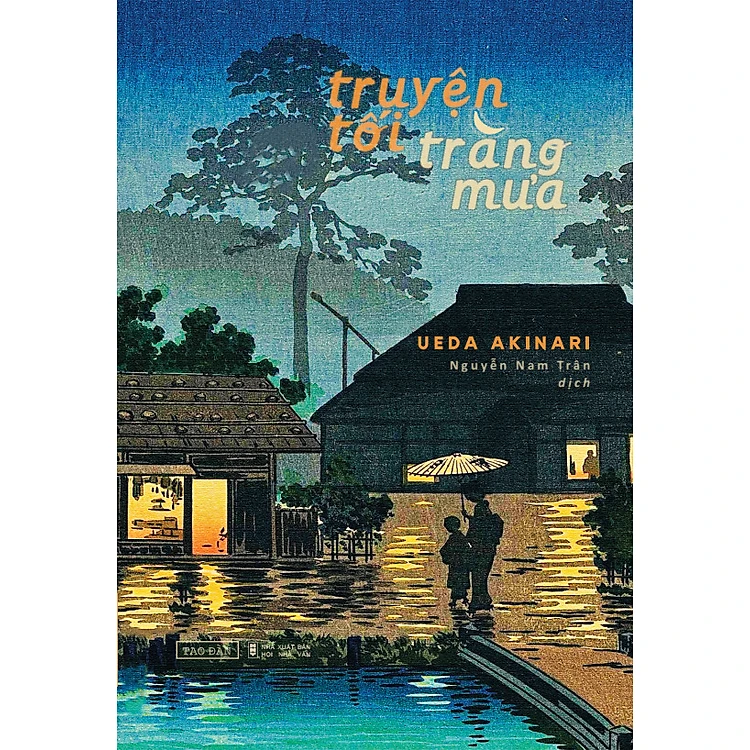 truyện
tối trăng
mưa
UEDA AKINARI
Nguyễn Nam Trân
dịch
TAO ĐÀN
NHÀ XUẤT BẢN
HỘI NHÀ VĂN